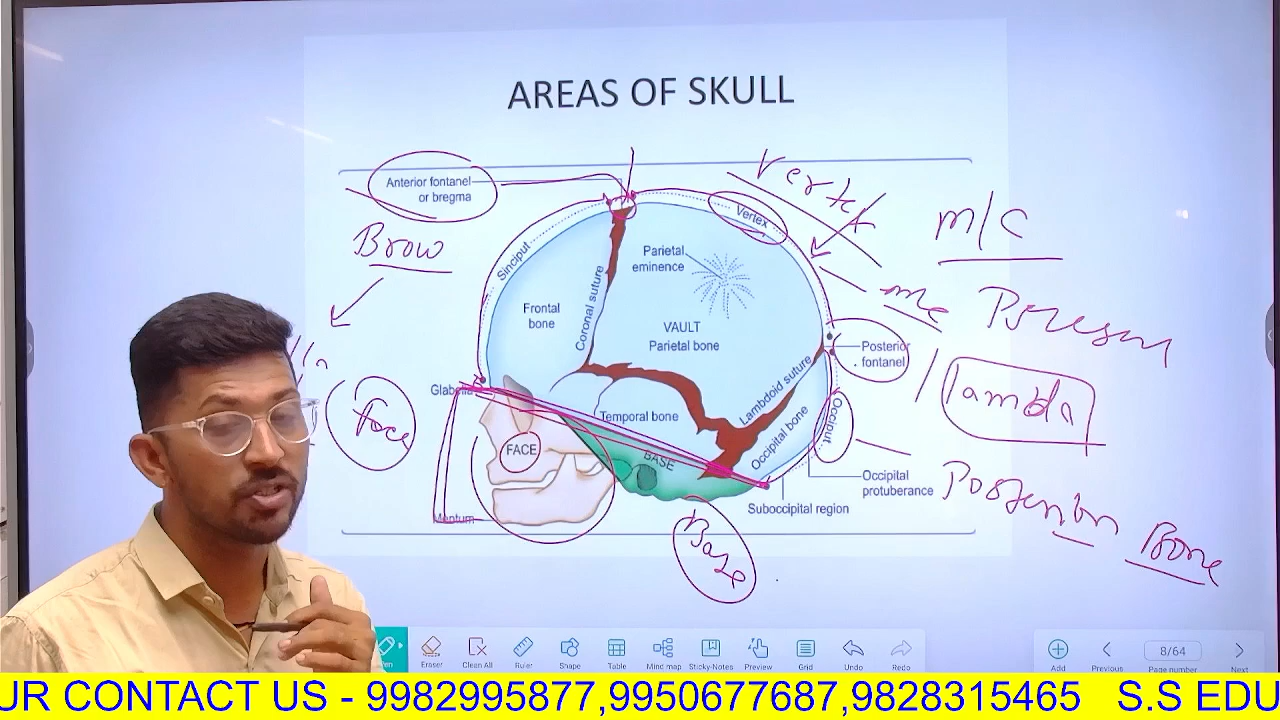 AREAS OF SKULL
Anterior fontanel
or bregma
Vertex
Vertex
M/C
Brow
Sinciput
Parietal
eminence
Frontal
bone
Coronal suture
VAULT
Parietal bone
Posterior
fontanel
Lambdoid suture
Lamda
Glabella
Face
Temporal bone
Occipital bone
Occiput
FACE
BASE
Occipital
protuberance
Suboccipital region
Posterior Bone
Mentum
Base
Pen
Eraser
Clean All
Ruler
Shape
Table
Mind map
Sticky-Notes
Preview
Grid
Undo
Redo
Add
Previous
8/64
Page number
Next
UR CONTACT US - 9982995877,9950677687,9828315465 S.S EDU